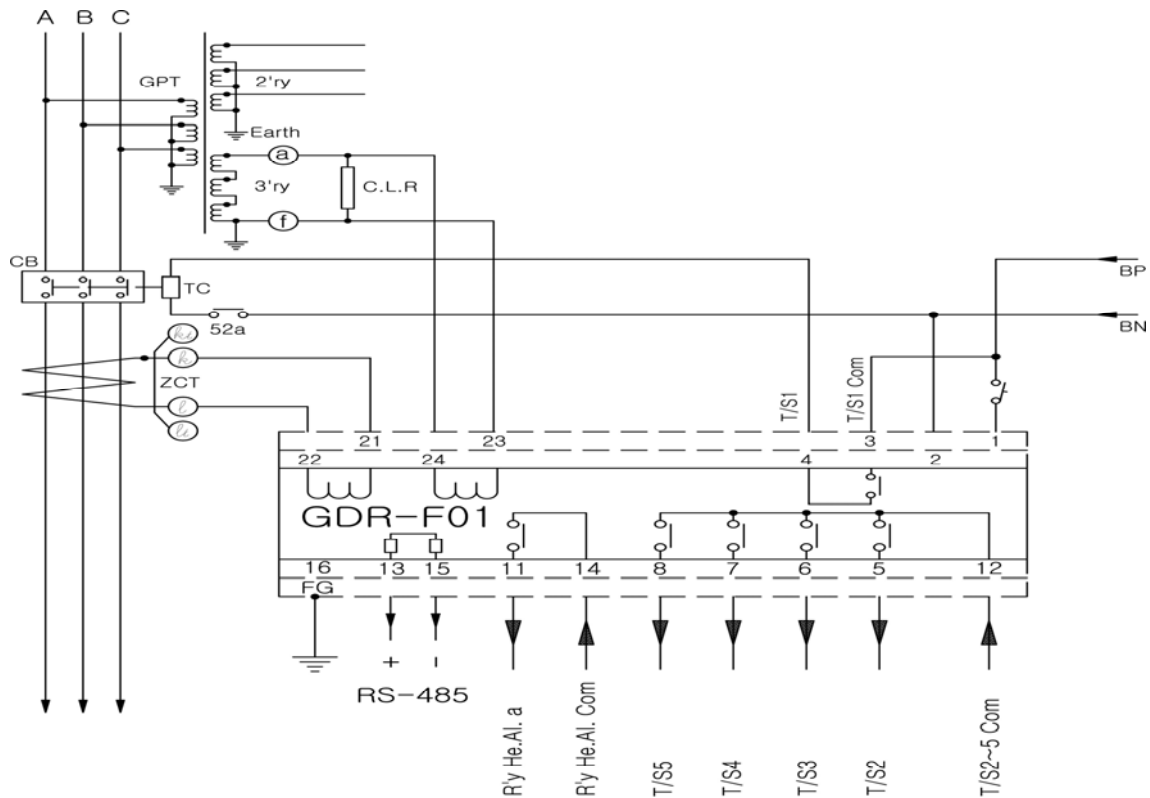 A B C
GPT
2'ry
Earth
a
3'ry
C.L.R
f
CB
TC
BP
52a
BN
kt
k
ZCT
l
lt
T/S1
T/S1 Com
21 23 3 1
22 24 4 2
GDR-F01
16 13 15 11 14 8 7 6 5 12
FG
+ -
RS-485
R'y He.Al. a
R'y He.Al. Com
T/S5
T/S4
T/S3
T/S2
T/S2~5 Com